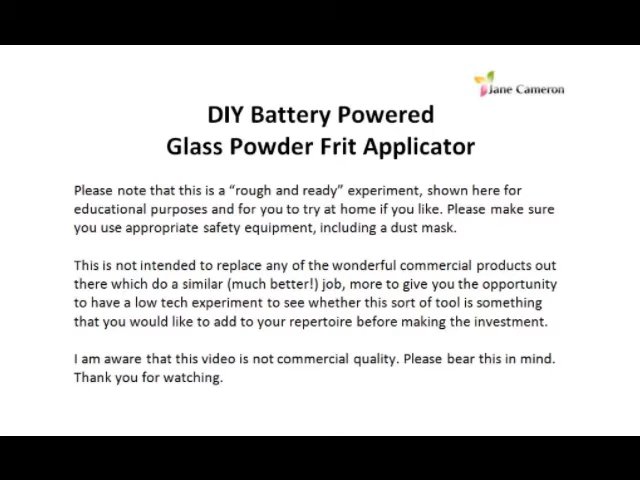 Jane Cameron
DIY Battery Powered
Glass Powder Frit Applicator
Please note that this is a “rough and ready” experiment, shown here for
educational purposes and for you to try at home if you like. Please make sure
you use appropriate safety equipment, including a dust mask.
This is not intended to replace any of the wonderful commercial products out
there which do a similar (much better!) job, more to give you the opportunity
to have a low tech experiment to see whether this sort of tool is something
that you would like to add to your repertoire before making the investment.
I am aware that this video is not commercial quality. Please bear this in mind.
Thank you for watching.